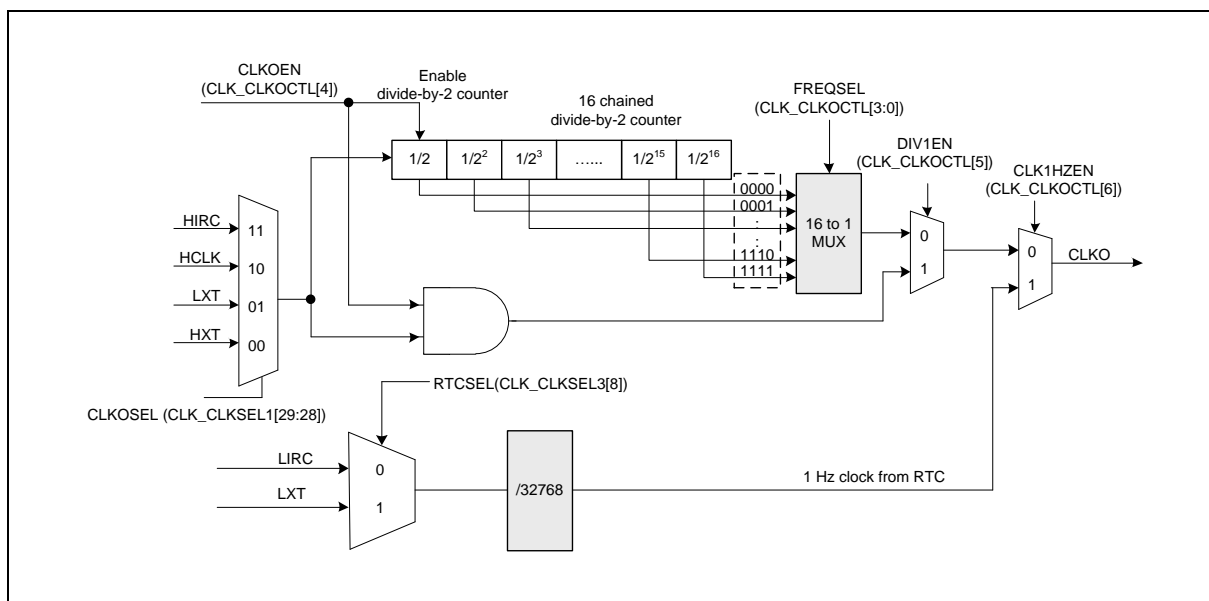 CLKOEN
(CLK_CLKOCTL[4])
Enable
divide-by-2 counter
16 chained
divide-by-2 counter
FREQSEL
(CLK_CLKOCTL[3:0])
DIV1EN
(CLK_CLKOCTL[5])
CLK1HZEN
(CLK_CLKOCTL[6])
1/2
1/2²
1/2³
…...
1/2¹⁵
1/2¹⁶
0000
0001
:
:
1110
1111
16 to 1
MUX
0
1
0
1
CLKO
HIRC
HCLK
LXT
HXT
11
10
01
00
CLKOSEL (CLK_CLKSEL1[29:28])
RTCSEL(CLK_CLKSEL3[8])
LIRC
LXT
0
1
/32768
1 Hz clock from RTC